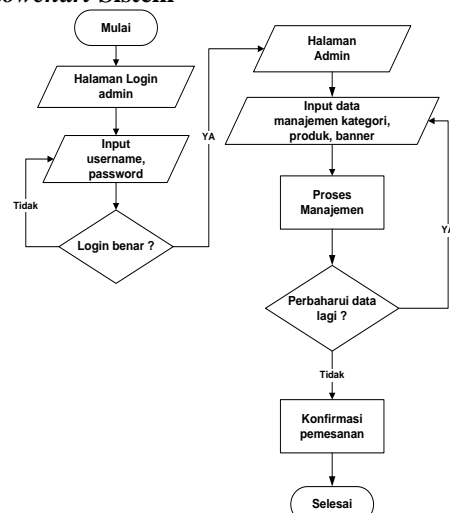 Sistem
Mulai
Halaman Login
admin
Input
username,
password
Tidak
Login benar ?
YA
Halaman
Admin
Input data
manajemen kategori,
produk, banner
Proses
Manajemen
YA
Perbaharui data
lagi ?
Tidak
Konfirmasi
pemesanan
Selesai